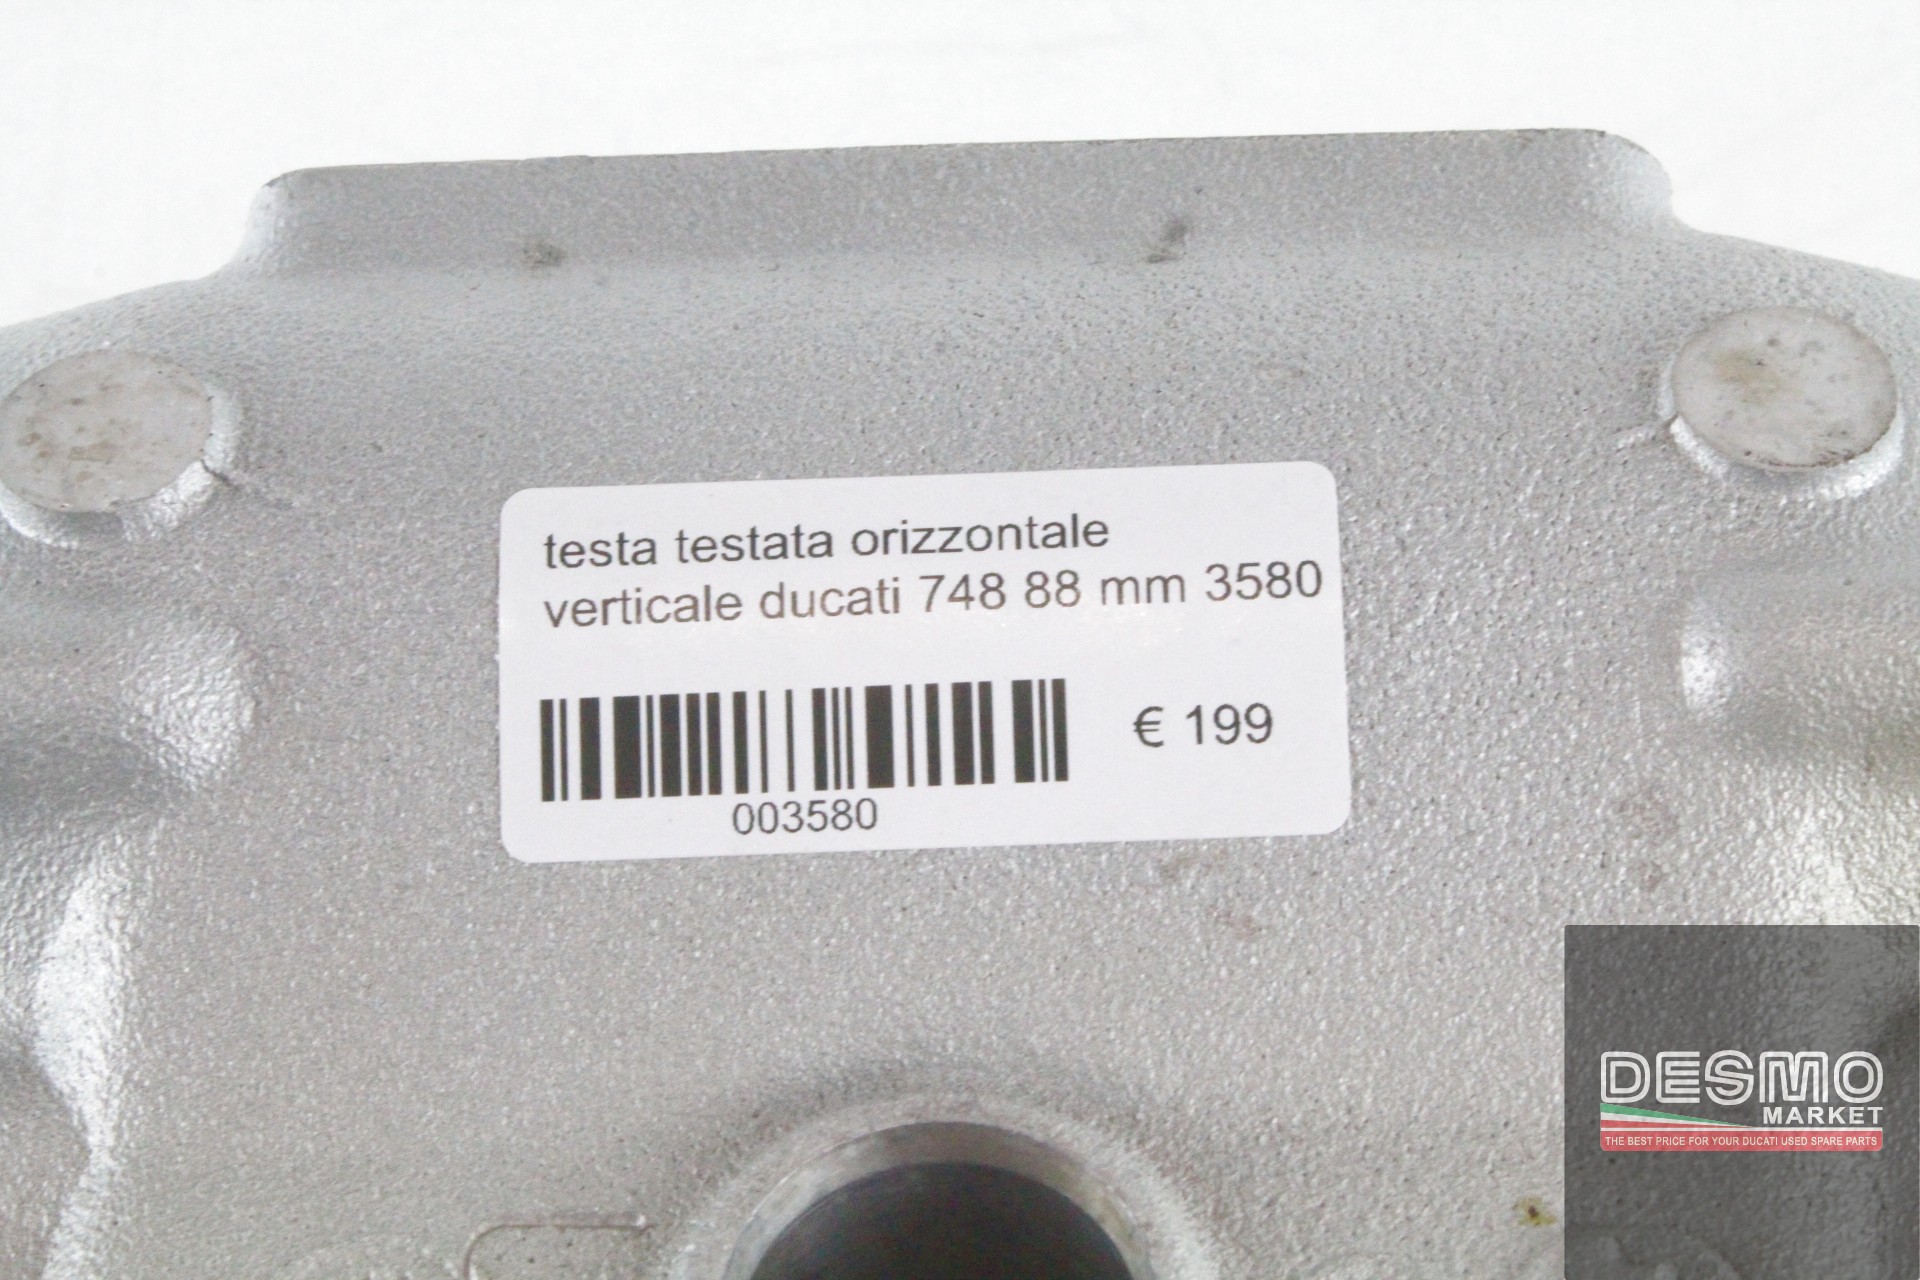 testa testata orizzontale
verticale ducati 748 88 mm 3580
€ 199
003580
DESMO
MARKET
THE BEST PRICE FOR YOUR DUCATI USED SPARE PARTS